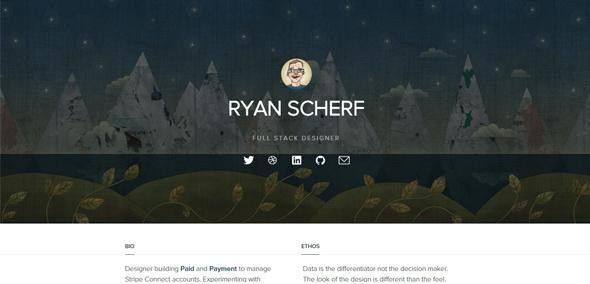 RYAN SCHERF
FULL STACK DESIGNER
BIO
Designer building Paid and Payment to manage
Stripe Connect accounts. Experimenting with
ETHOS
Data is the differentiator not the decision maker.
The look of the design is different than the feel.